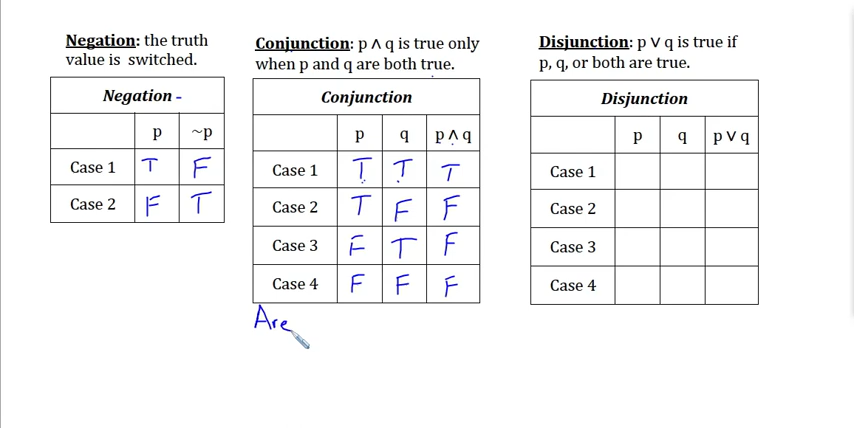 Negation: the truth
value is switched.
Negation -
p ~p
Case 1 T F
Case 2 F T
Conjunction: p ∧ q is true only
when p and q are both true.
Conjunction
p q p ∧ q
Case 1 T T T
Case 2 T F F
Case 3 F T F
Case 4 F F F
Are
Disjunction: p ∨ q is true if
p, q, or both are true.
Disjunction
p q p ∨ q
Case 1
Case 2
Case 3
Case 4